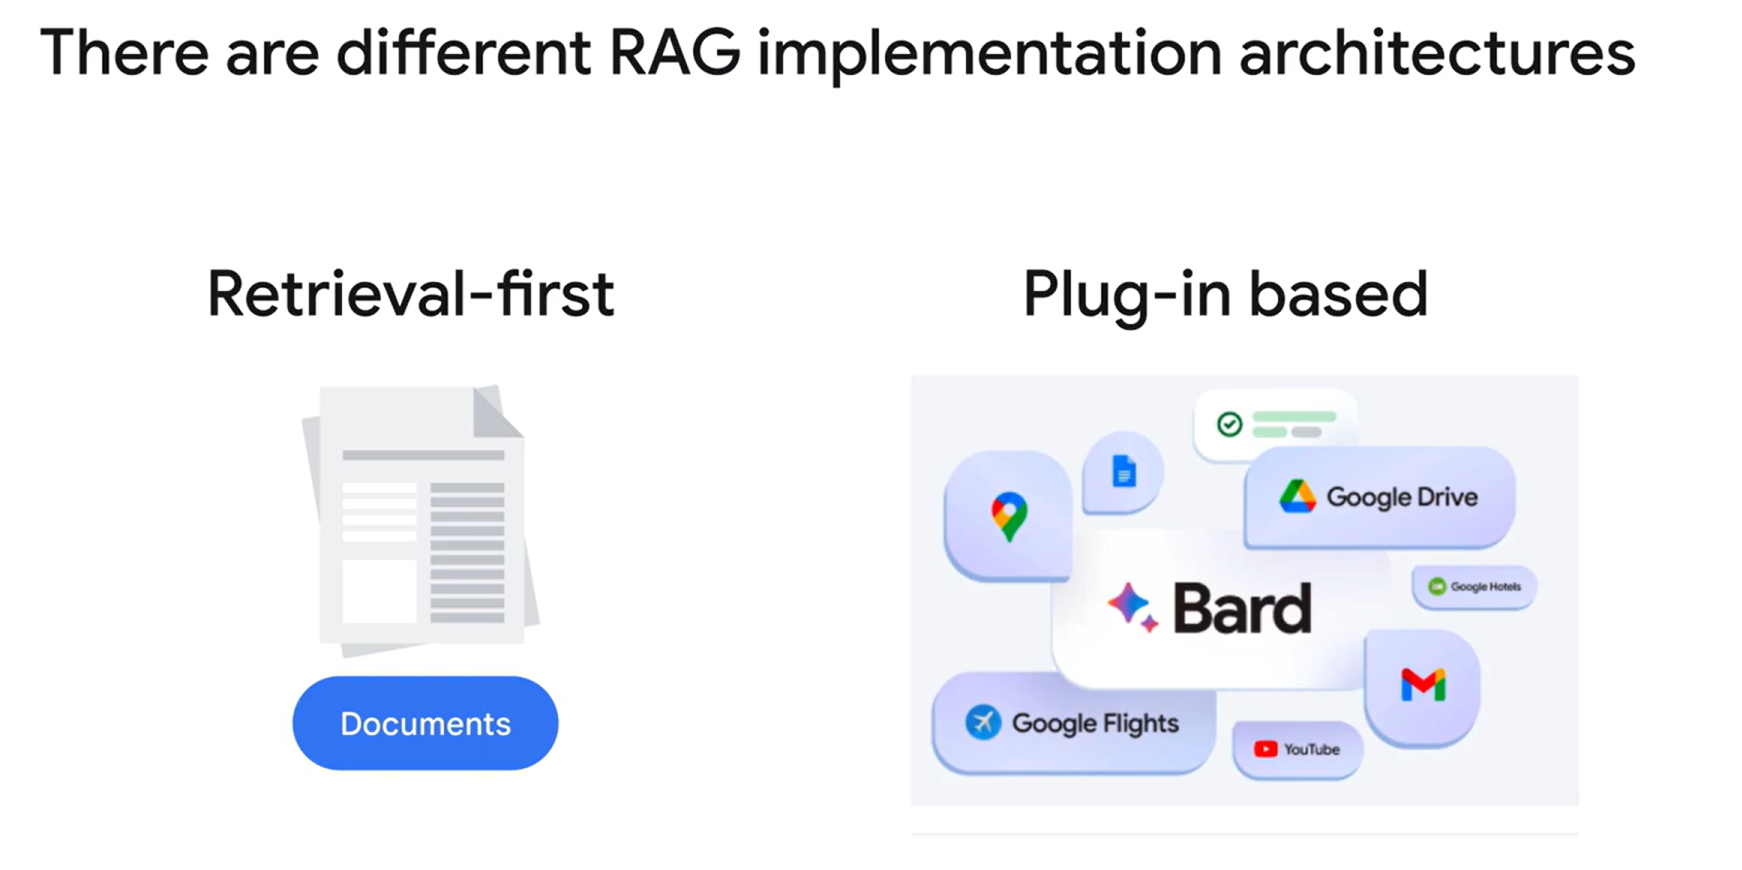 There are different RAG implementation architectures
Retrieval-first
Plug-in based
Documents
Google Drive
Google Hotels
Bard
Google Flights
YouTube